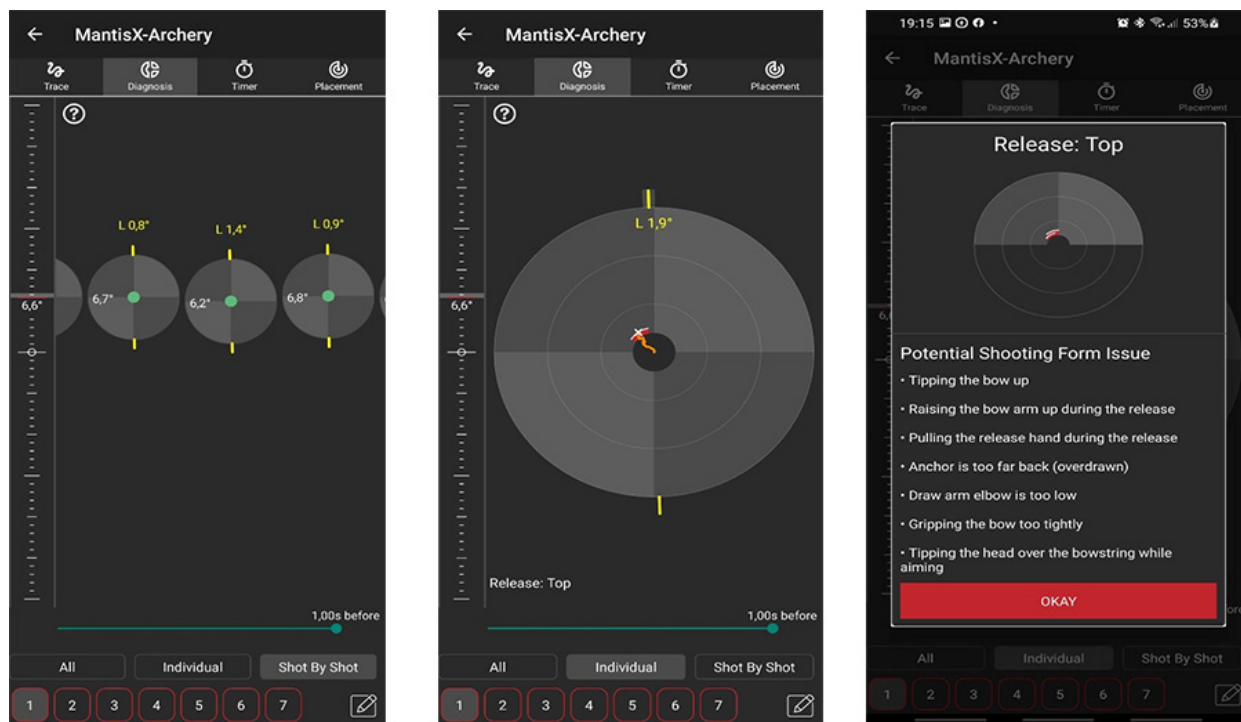 MantisX-Archery
Trace
Diagnosis
Timer
Placement
?
L 0,8°
L 1,4°
L 0,9°
6,6°
6,7°
6,2°
6,8°
1,00s before
All
Individual
Shot By Shot
1
2
3
4
5
6
7
MantisX-Archery
Trace
Diagnosis
Timer
Placement
?
L 1,9°
6,6°
Release: Top
1,00s before
All
Individual
Shot By Shot
1
2
3
4
5
6
7
19:15
53%
MantisX-Archery
Trace
Diagnosis
Timer
Placement
Release: Top
Potential Shooting Form Issue
• Tipping the bow up
• Raising the bow arm up during the release
• Pulling the release hand during the release
• Anchor is too far back (overdrawn)
• Draw arm elbow is too low
• Gripping the bow too tightly
• Tipping the head over the bowstring while
aiming
OKAY
All
Individual
Shot By Shot
1
2
3
4
5
6
7